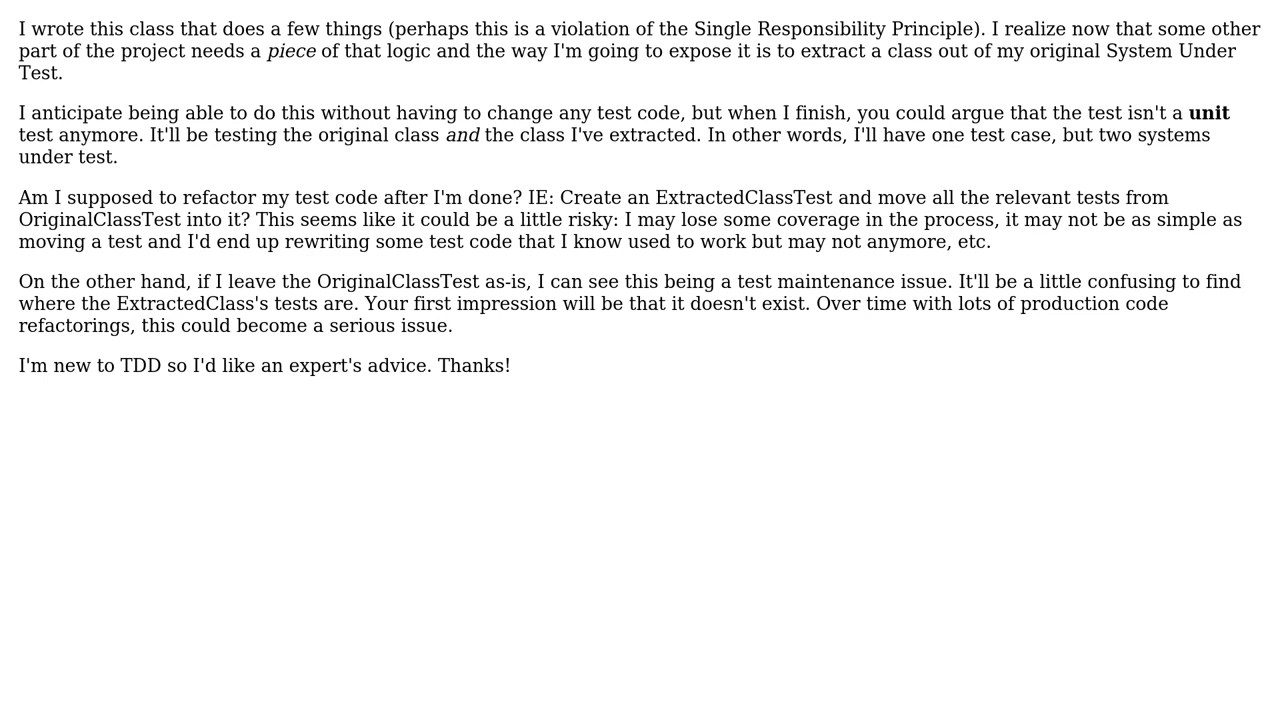 I wrote this class that does a few things (perhaps this is a violation of the Single Responsibility Principle). I realize now that some other
part of the project needs a piece of that logic and the way I'm going to expose it is to extract a class out of my original System Under
Test.
I anticipate being able to do this without having to change any test code, but when I finish, you could argue that the test isn't a unit
test anymore. It'll be testing the original class and the class I've extracted. In other words, I'll have one test case, but two systems
under test.
Am I supposed to refactor my test code after I'm done? IE: Create an ExtractedClassTest and move all the relevant tests from
OriginalClassTest into it? This seems like it could be a little risky: I may lose some coverage in the process, it may not be as simple as
moving a test and I'd end up rewriting some test code that I know used to work but may not anymore, etc.
On the other hand, if I leave the OriginalClassTest as-is, I can see this being a test maintenance issue. It'll be a little confusing to find
where the ExtractedClass's tests are. Your first impression will be that it doesn't exist. Over time with lots of production code
refactorings, this could become a serious issue.
I'm new to TDD so I'd like an expert's advice. Thanks!